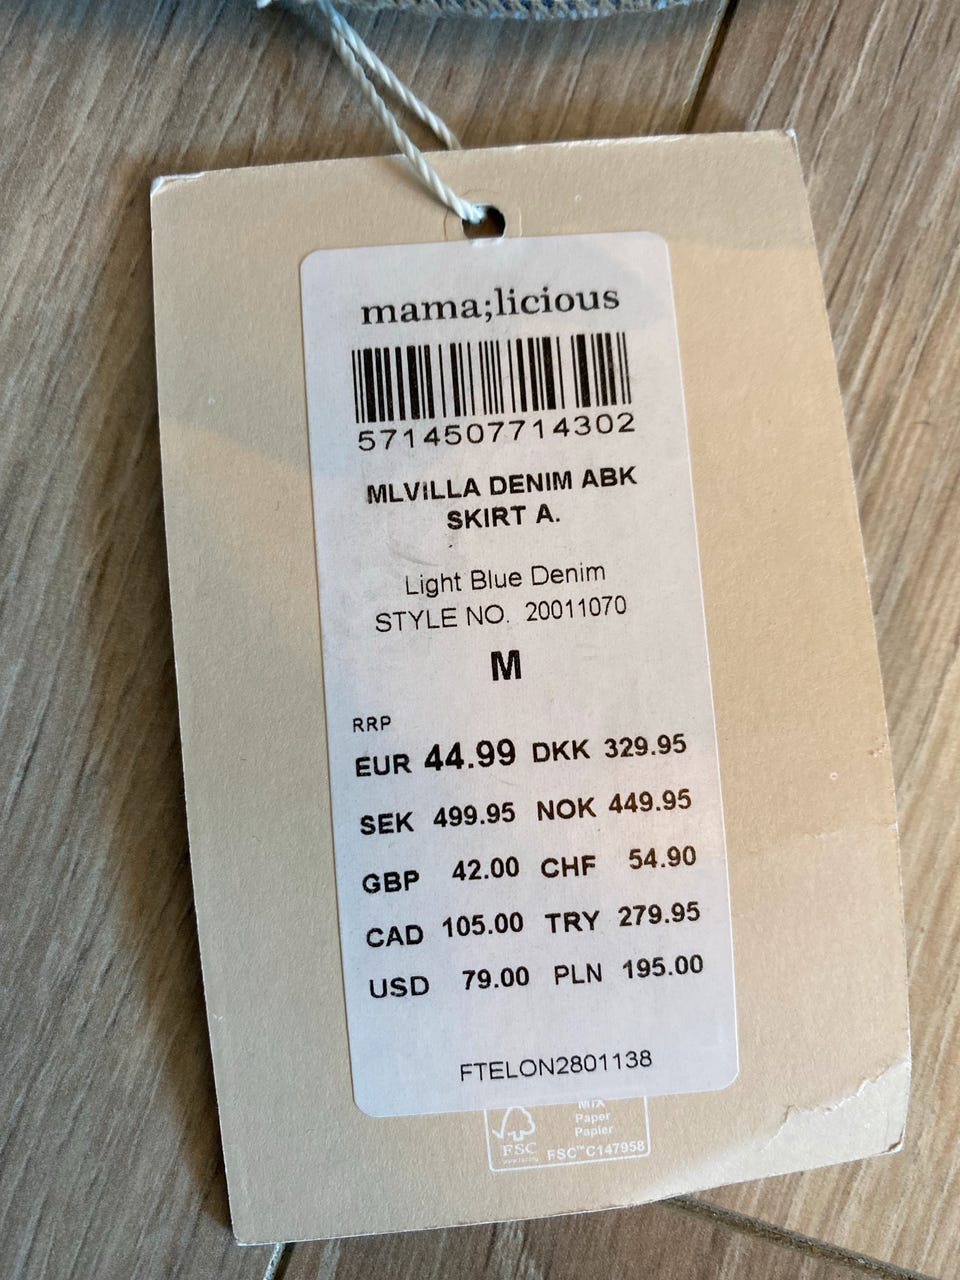 mama;licious
5714507714302
MLVILLA DENIM ABK
SKIRT A.
Light Blue Denim
STYLE NO. 20011070
M
RRP
EUR 44.99 DKK 329.95
SEK 499.95 NOK 449.95
GBP 42.00 CHF 54.90
CAD 105.00 TRY 279.95
USD 79.00 PLN 195.00
FTELON2801138
MIX
Paper
Papier
FSC
FSC™ C147958